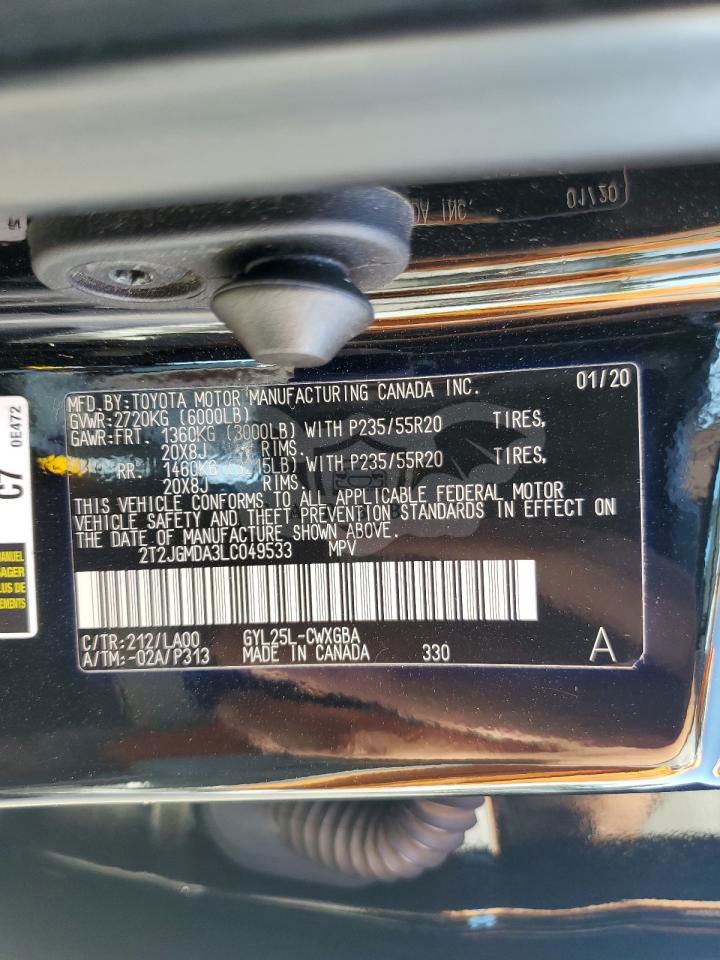 01/20
DA INC.
MFD.BY:TOYOTA MOTOR MANUFACTURING CANADA INC. 01/20
GVWR:2720KG (6000LB)
GAWR:FRT. 1360KG (3000LB) WITH P235/55R20 TIRES,
20X8J RIMS.
RR. 1460KG WITH P235/55R20 TIRES,
20X8J RIMS.
THIS VEHICLE CONFORMS TO ALL APPLICABLE FEDERAL MOTOR
VEHICLE SAFETY AND THEFT PREVENTION STANDARDS IN EFFECT ON
THE DATE OF MANUFACTURE SHOWN ABOVE.
2T2JGMDA3LC049533 MPV
C/TR:212/LA00 GYL25L-CWXGBA
A/TM:-02A/P313 MADE IN CANADA 330 A
C7 0E472